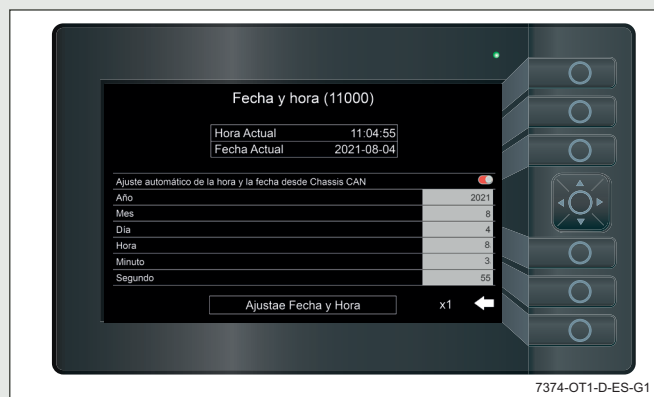 Fecha y hora (11000)
Hora Actual 11:04:55
Fecha Actual 2021-08-04
Ajuste automático de la hora y la fecha desde Chassis CAN
Año 2021
Mes 8
Día 4
Hora 8
Minuto 3
Segundo 55
Ajustae Fecha y Hora x1
7374-OT1-D-ES-G1